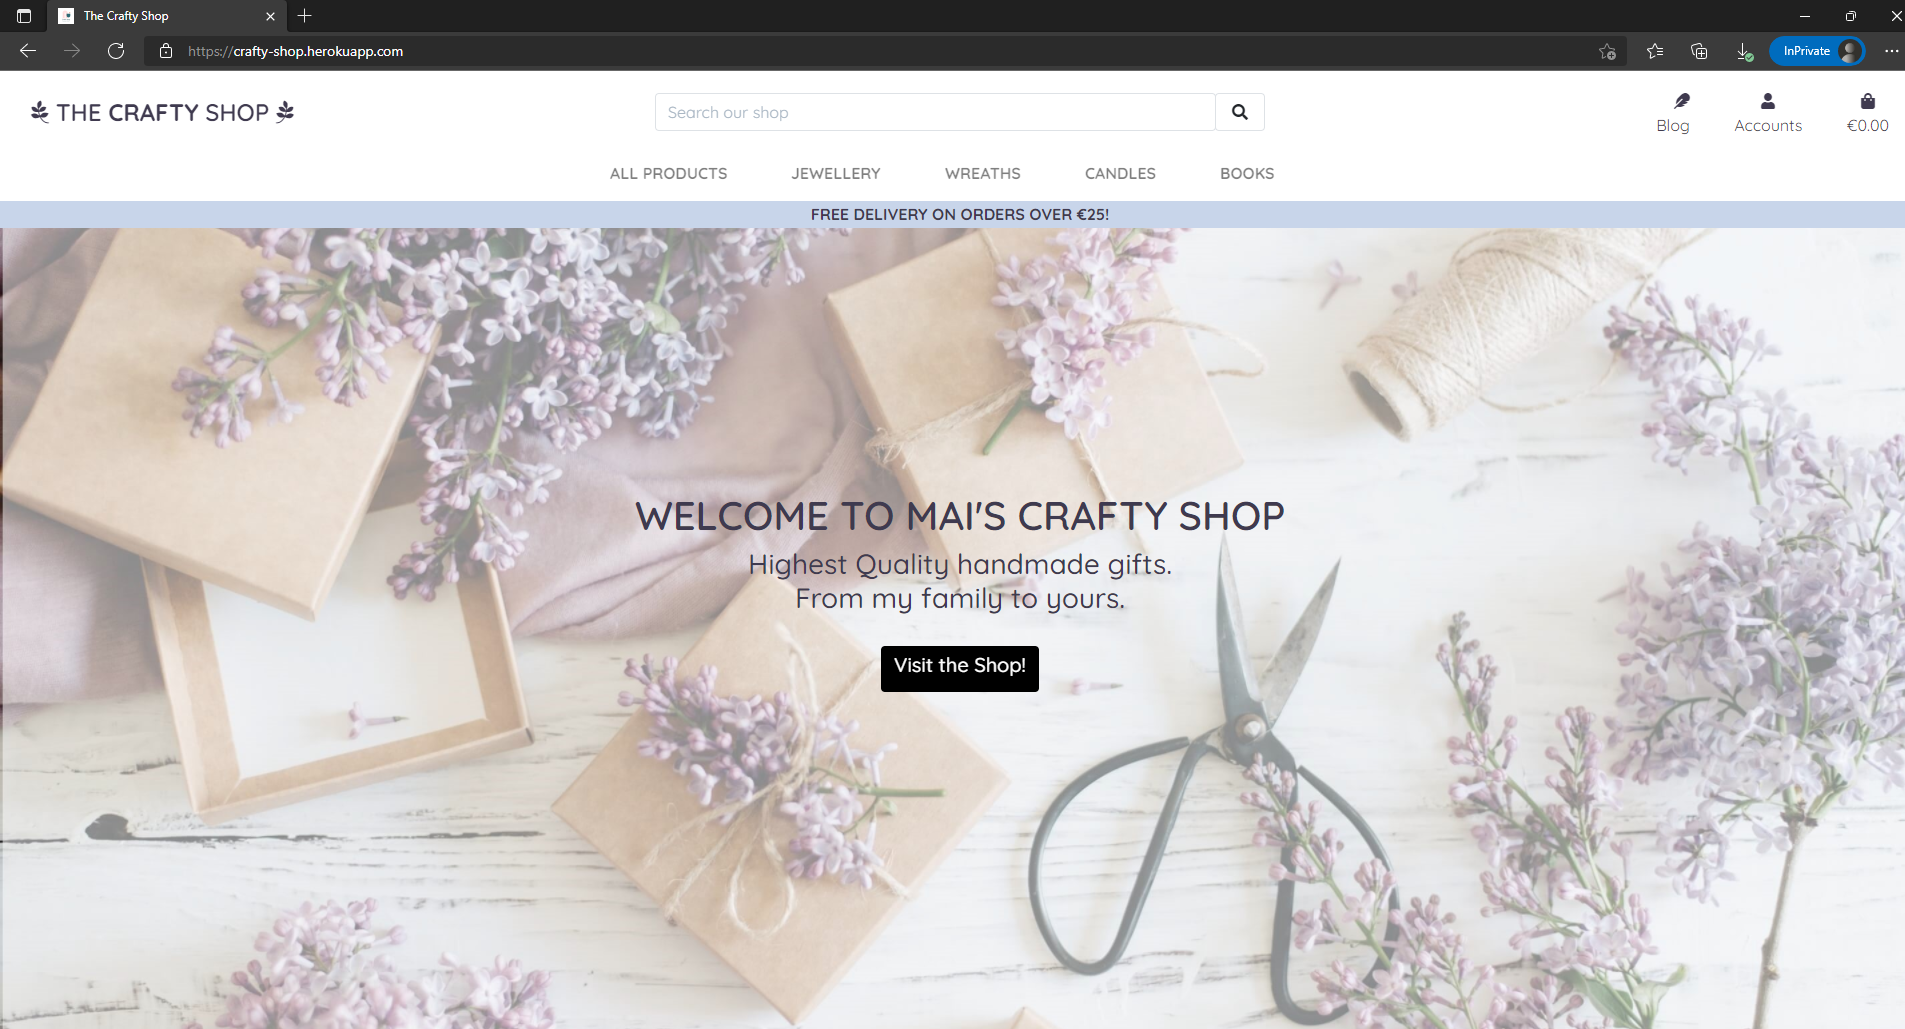 The Crafty Shop
https://crafty-shop.herokuapp.com
InPrivate
THE CRAFTY SHOP
Search our shop
Blog
Accounts
€0.00
ALL PRODUCTS
JEWELLERY
WREATHS
CANDLES
BOOKS
FREE DELIVERY ON ORDERS OVER €25!
WELCOME TO MAI'S CRAFTY SHOP
Highest Quality handmade gifts.
From my family to yours.
Visit the Shop!